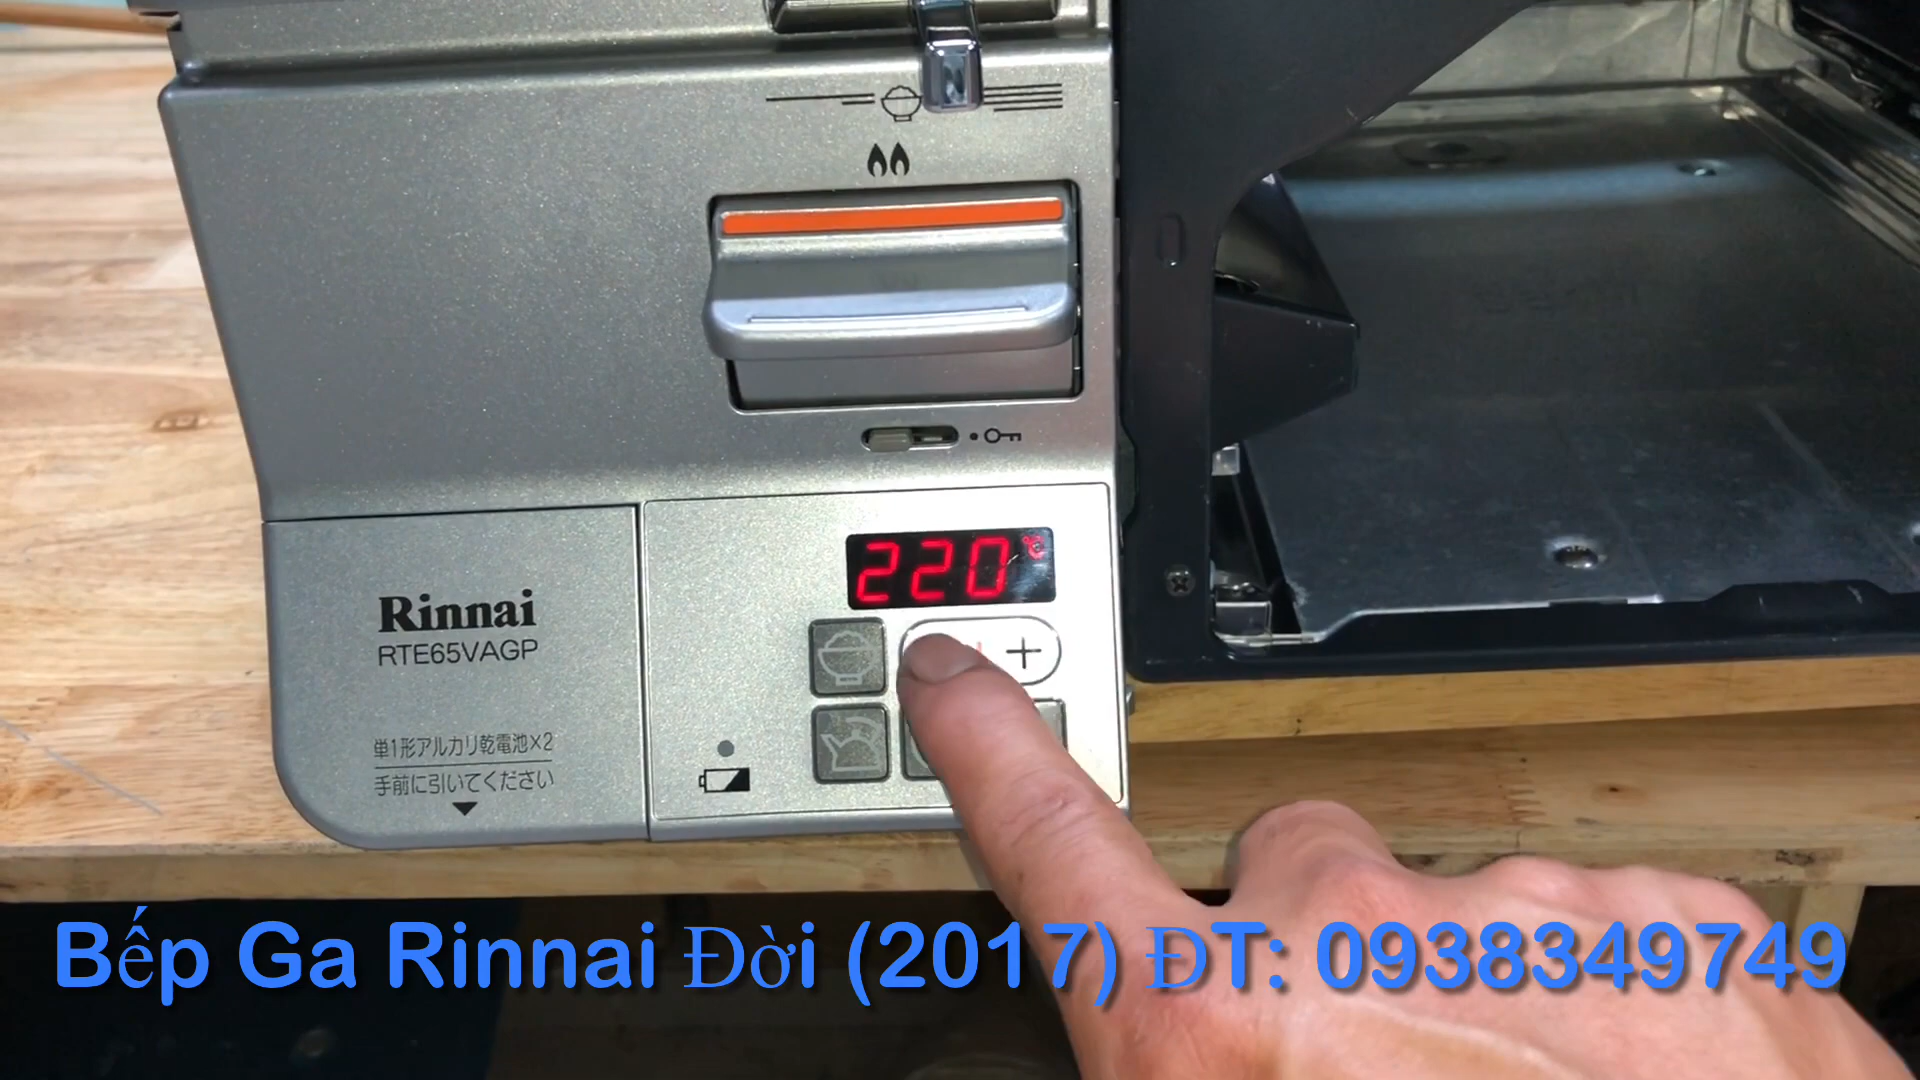 220℃
+
Rinnai
RTE65VAGP
単1形アルカリ乾電池×2
手前に引いてください
Bếp Ga Rinnai Đời (2017) ĐT: 0938349749